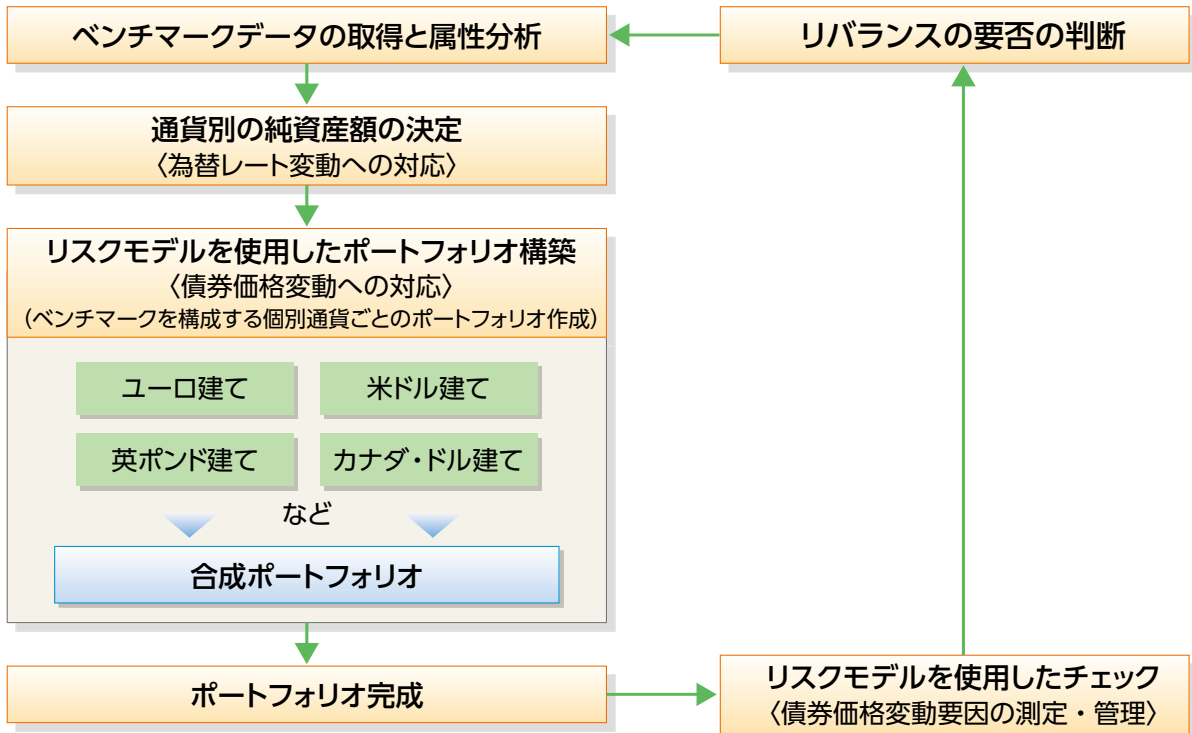 ベンチマークデータの取得と属性分析
通貨別の純資産額の決定
〈為替レート変動への対応〉
リスクモデルを使用したポートフォリオ構築
〈債券価格変動への対応〉
(ベンチマークを構成する個別通貨ごとのポートフォリオ作成)
ユーロ建て
米ドル建て
英ポンド建て
カナダ・ドル建て
など
合成ポートフォリオ
ポートフォリオ完成
リスクモデルを使用したチェック
〈債券価格変動要因の測定・管理〉
リバランスの要否の判断